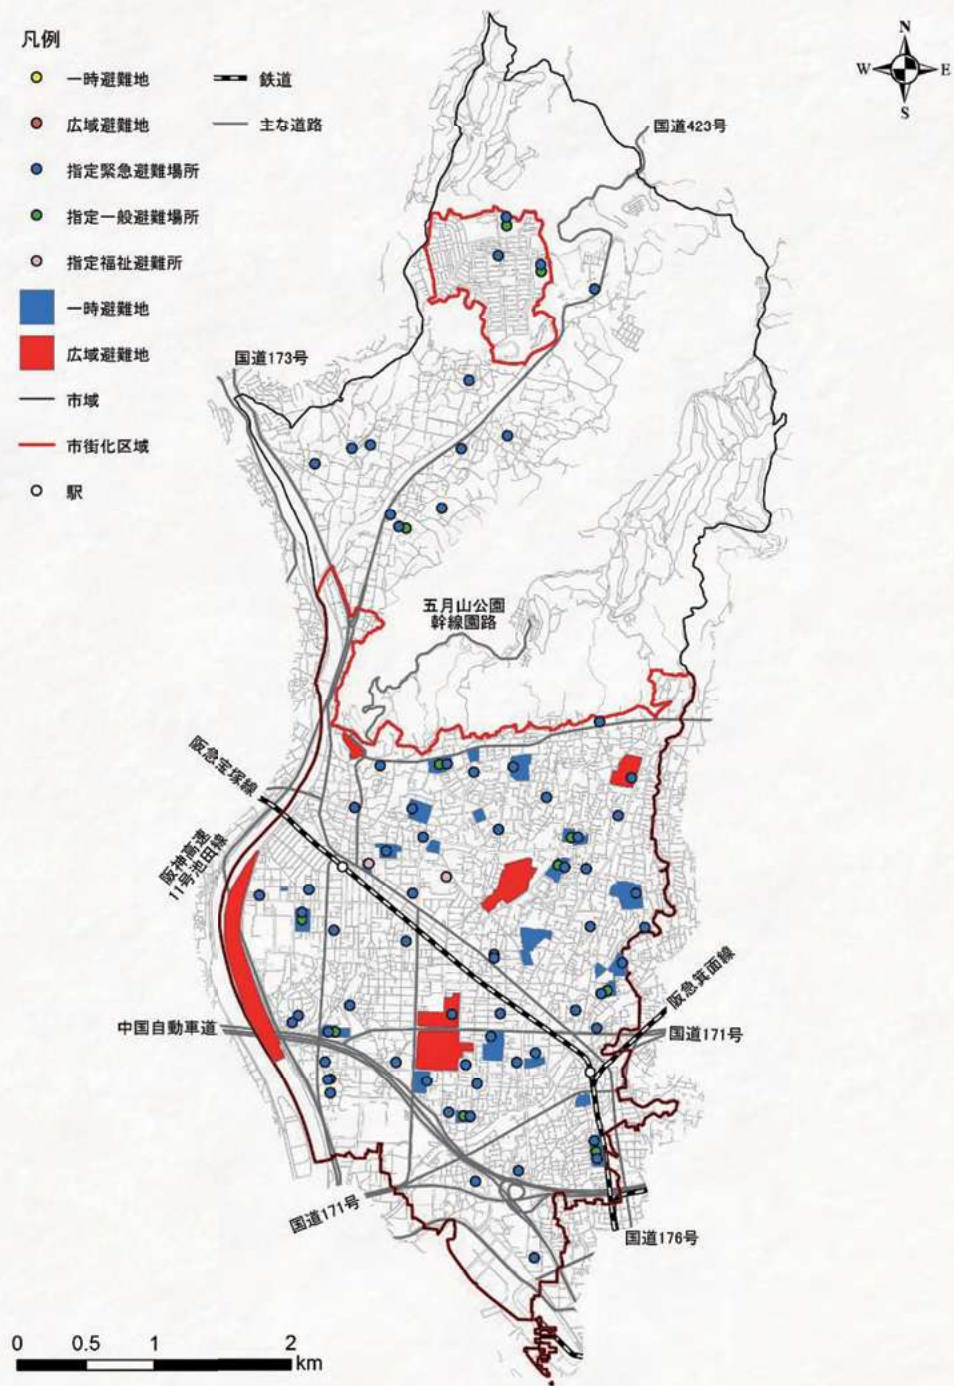 凡例
一時避難地
鉄道
広域避難地
主な道路
指定緊急避難場所
指定一般避難場所
指定福祉避難所
一時避難地
広域避難地
市域
市街化区域
駅
N
W
E
S
国道423号
国道173号
五月山公園
幹線園路
阪急宝塚線
阪神高速
11号池田線
阪急箕面線
中国自動車道
国道171号
国道171号
国道176号
0 0.5 1 2
km